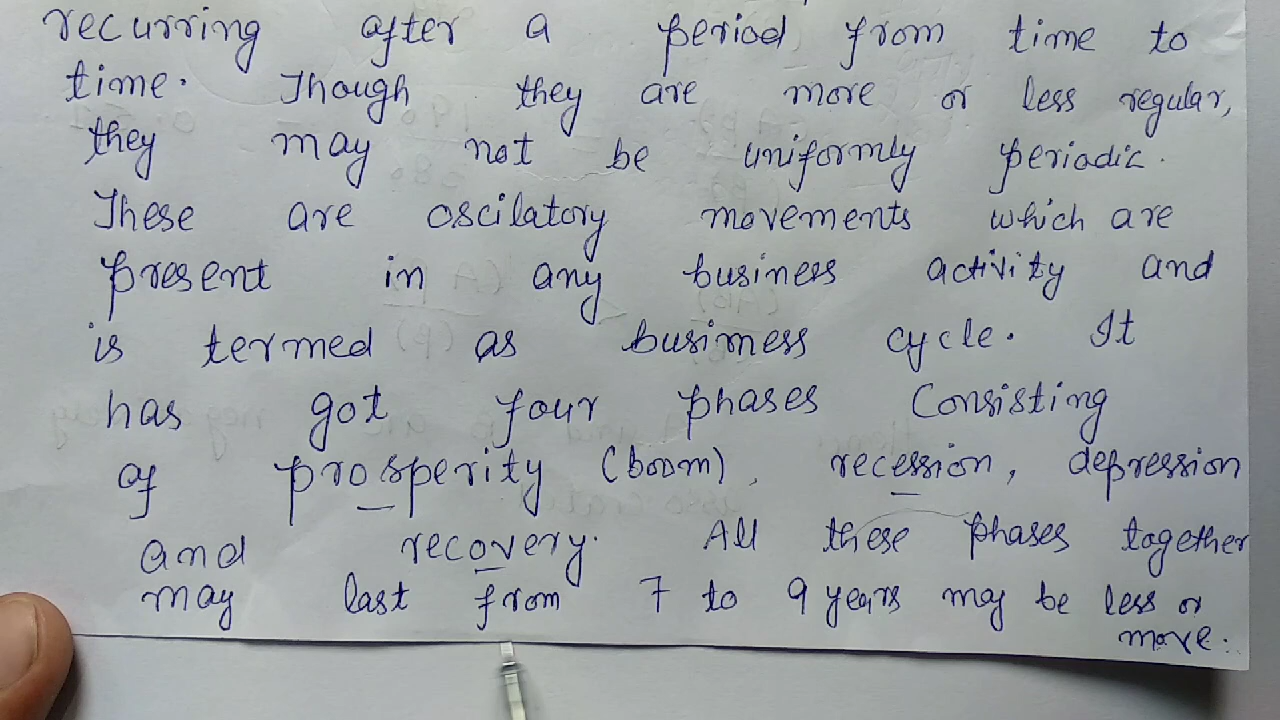 recurring after a period from time to
time. Though they are more or less regular,
they may not be uniformly periodic.
These are oscilatory movements which are
present in any business activity and
is termed as business cycle. It
has got four phases Consisting
of prosperity (boom), recession, depression
and recovery. All these phases together
may last from 7 to 9 years may be less or
more.